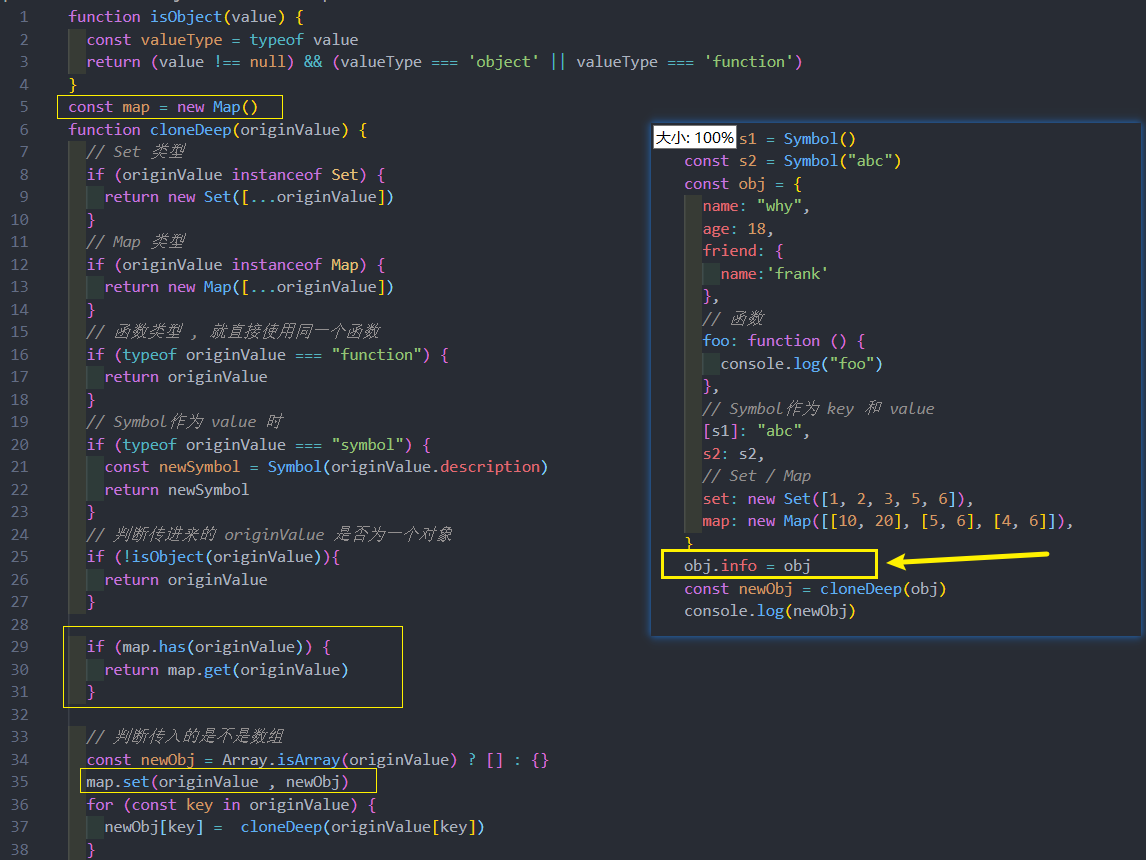 1 function isObject(value) {
2 const valueType = typeof value
3 return (value !== null) && (valueType === 'object' || valueType === 'function')
4 }
5 const map = new Map()
6 function cloneDeep(originValue) {
7 // Set 类型
8 if (originValue instanceof Set) {
9 return new Set([...originValue])
10 }
11 // Map 类型
12 if (originValue instanceof Map) {
13 return new Map([...originValue])
14 }
15 // 函数类型 , 就直接使用同一个函数
16 if (typeof originValue === "function") {
17 return originValue
18 }
19 // Symbol作为 value 时
20 if (typeof originValue === "symbol") {
21 const newSymbol = Symbol(originValue.description)
22 return newSymbol
23 }
24 // 判断传进来的 originValue 是否为一个对象
25 if (!isObject(originValue)){
26 return originValue
27 }
28
29 if (map.has(originValue)) {
30 return map.get(originValue)
31 }
32
33 // 判断传入的是不是数组
34 const newObj = Array.isArray(originValue) ? [] : {}
35 map.set(originValue , newObj)
36 for (const key in originValue) {
37 newObj[key] = cloneDeep(originValue[key])
38 }
大小: 100% s1 = Symbol()
const s2 = Symbol("abc")
const obj = {
name: "why",
age: 18,
friend: {
name:'frank'
},
// 函数
foo: function () {
console.log("foo")
},
// Symbol作为 key 和 value
[s1]: "abc",
s2: s2,
// Set / Map
set: new Set([1, 2, 3, 5, 6]),
map: new Map([[10, 20], [5, 6], [4, 6]]),
}
obj.info = obj
const newObj = cloneDeep(obj)
console.log(newObj)